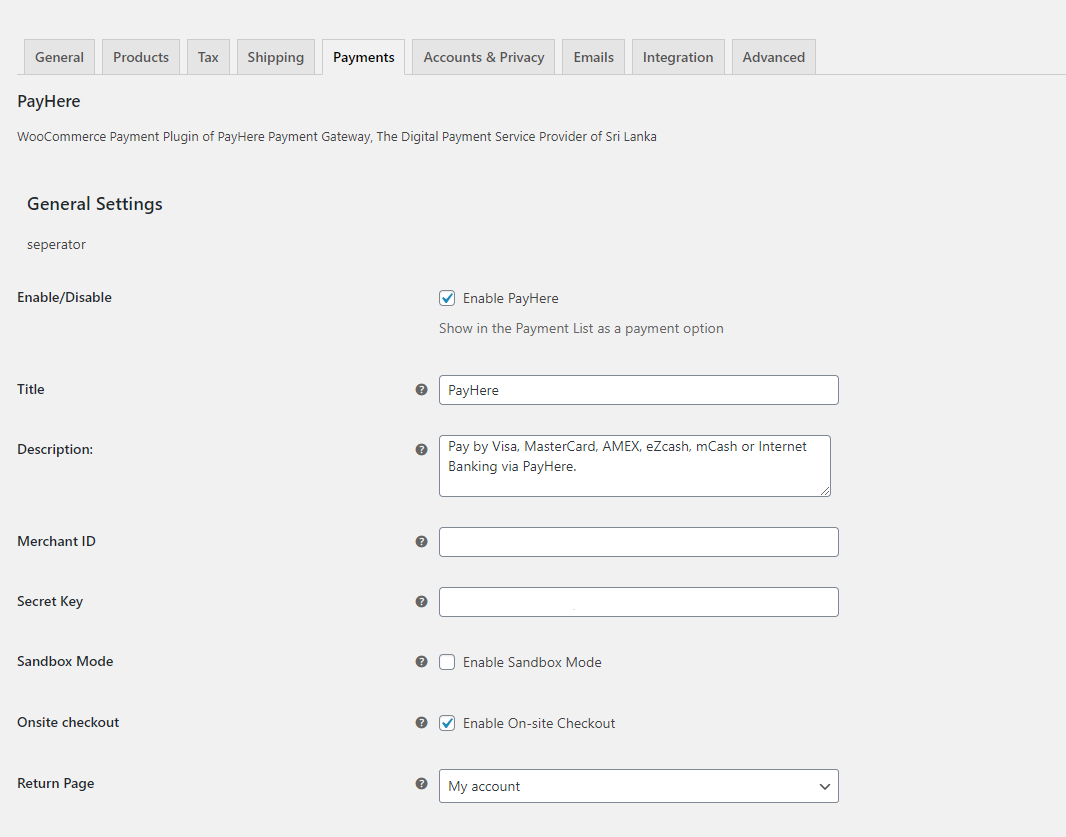 General Products Tax Shipping Payments Accounts & Privacy Emails Integration Advanced
PayHere
WooCommerce Payment Plugin of PayHere Payment Gateway, The Digital Payment Service Provider of Sri Lanka
General Settings
seperator
Enable/Disable Enable PayHere
Show in the Payment List as a payment option
Title ? PayHere
Description: ? Pay by Visa, MasterCard, AMEX, eZcash, mCash or Internet
Banking via PayHere.
Merchant ID ?
Secret Key ?
Sandbox Mode ? Enable Sandbox Mode
Onsite checkout ? Enable On-site Checkout
Return Page ? My account